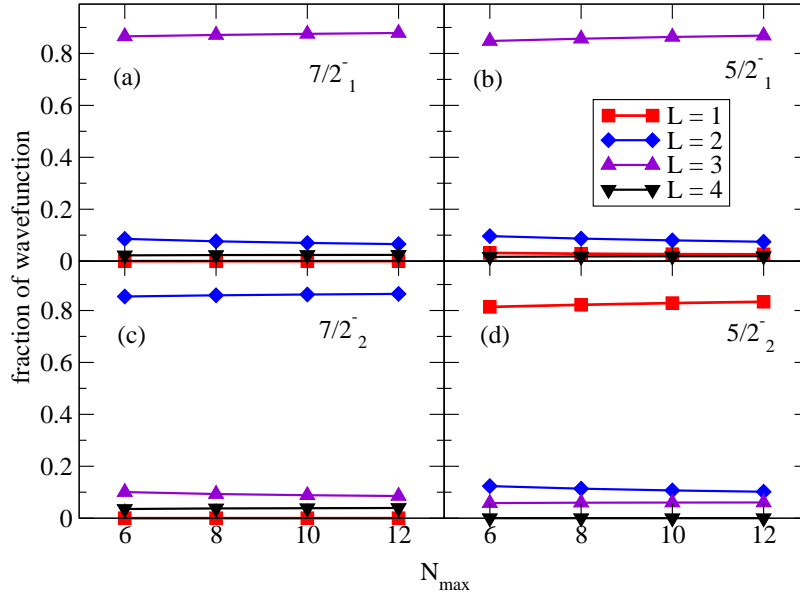 0.8
0.6
0.4
0.2
0
(a)
7/2⁻₁
(b)
5/2⁻₁
L = 1
L = 2
L = 3
L = 4
fraction of wavefunction
0.8
0.6
0.4
0.2
0
(c)
7/2⁻₂
(d)
5/2⁻₂
6 8 10 12 6 8 10 12
N_max